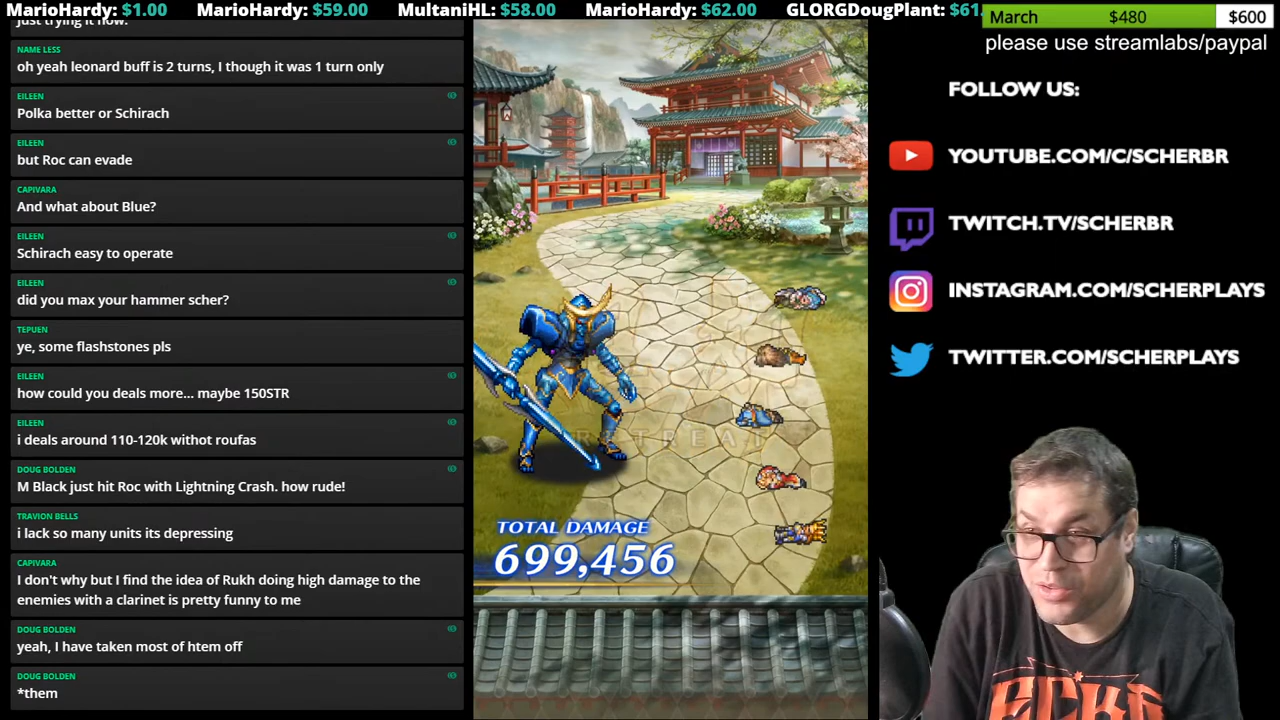 MarioHardy: $1.00 MarioHardy: $59.00 MultaniHL: $58.00 MarioHardy: $62.00 GLORGDougPlant: $61.
March $480 $600
please use streamlabs/paypal
just trying it now.
NAME LESS
oh yeah leonard buff is 2 turns, I though it was 1 turn only
EILEEN
Polka better or Schirach
EILEEN
but Roc can evade
CAPIVARA
And what about Blue?
EILEEN
Schirach easy to operate
EILEEN
did you max your hammer scher?
TEPUEN
ye, some flashstones pls
EILEEN
how could you deals more... maybe 150STR
EILEEN
i deals around 110-120k withot roufas
DOUG BOLDEN
M Black just hit Roc with Lightning Crash. how rude!
TRAVION BELLS
i lack so many units its depressing
CAPIVARA
I don't why but I find the idea of Rukh doing high damage to the
enemies with a clarinet is pretty funny to me
DOUG BOLDEN
yeah, I have taken most of htem off
DOUG BOLDEN
*them
RETREAT
TOTAL DAMAGE
699,456
FOLLOW US:
YOUTUBE.COM/C/SCHERBR
TWITCH.TV/SCHERBR
INSTAGRAM.COM/SCHERPLAYS
TWITTER.COM/SCHERPLAYS